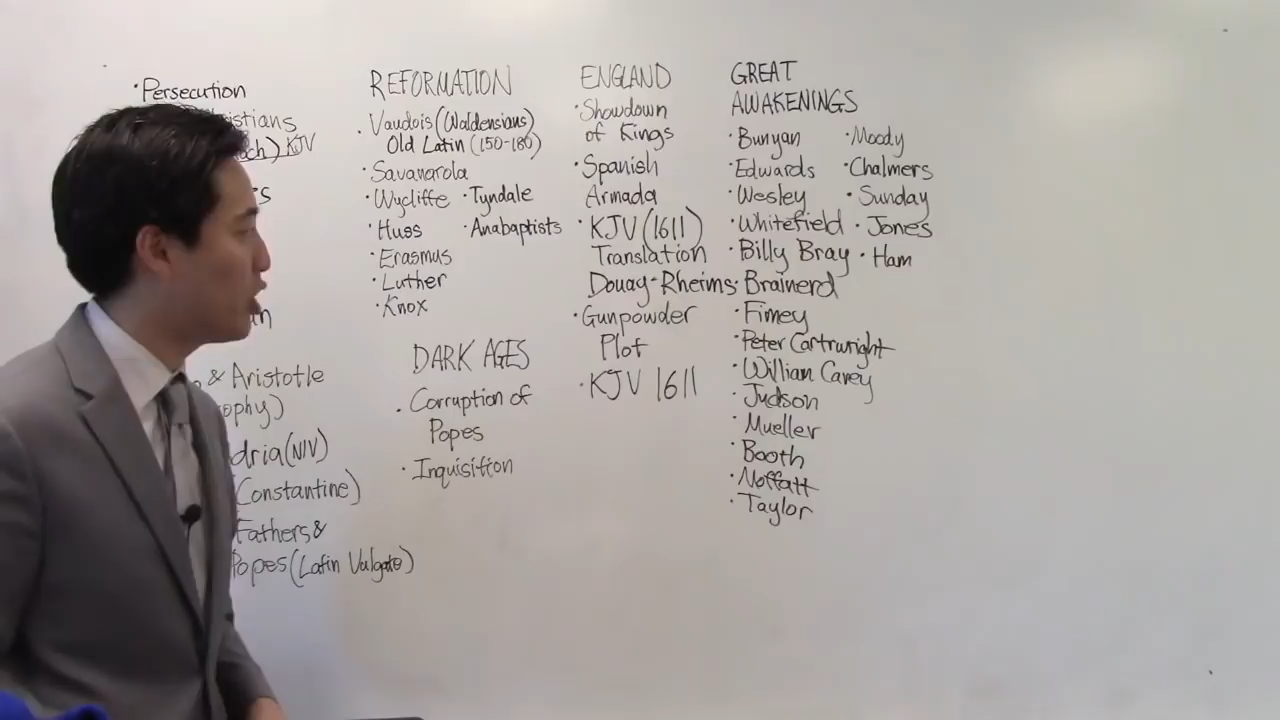 ·Persecution
ristians
ch) KJV
s
n
& Aristotle
ophy)
dria(NIV)
(Constantine)
Fathers &
Popes (Latin Vulgate)
REFORMATION
· Vaudois (Waldensians)
Old Latin (150-180)
· Savanarola
· Wycliffe · Tyndale
· Huss · Anabaptists
· Erasmus
· Luther
· Knox
DARK AGES
· Corruption of
Popes
· Inquisition
ENGLAND
· Showdown
of Kings
· Spanish
Armada
· KJV (1611)
Translation
Douay-Rheims
· Gunpowder
Plot
· KJV 1611
GREAT
AWAKENINGS
· Bunyan · Moody
· Edwards · Chalmers
· Wesley · Sunday
· Whitefield · Jones
· Billy Bray · Ham
· Brainerd
· Finney
· Peter Cartwright
· William Carey
· Judson
· Mueller
· Booth
· Moffatt
· Taylor